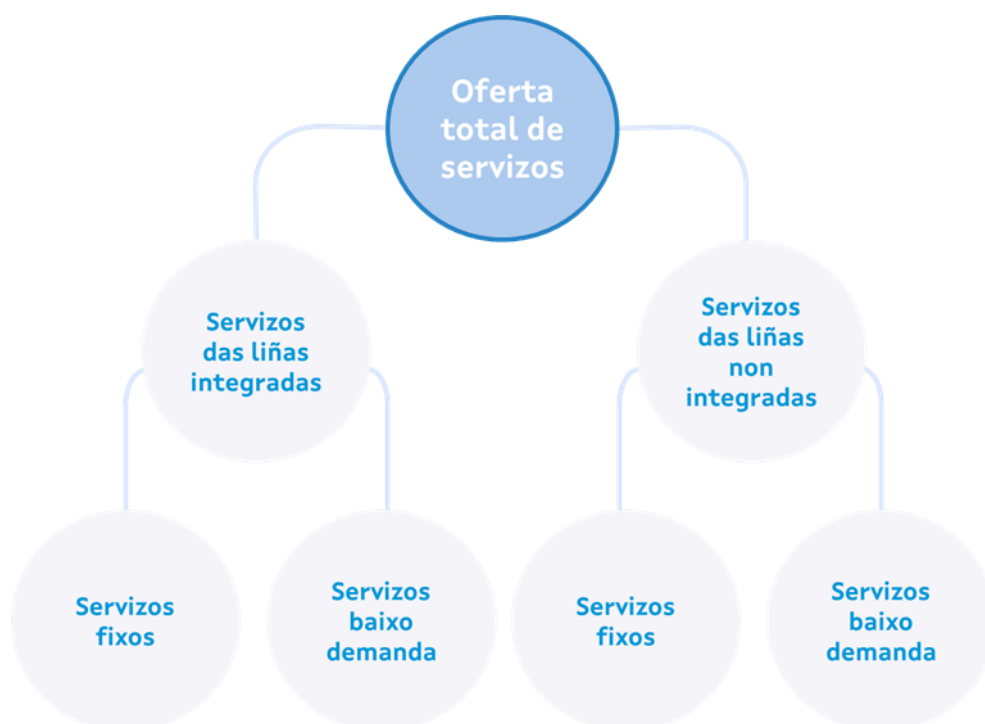 Oferta
total de
servizos
Servizos
das liñas
integradas
Servizos
das liñas
non
integradas
Servizos
fixos
Servizos
baixo
demanda
Servizos
fixos
Servizos
baixo
demanda